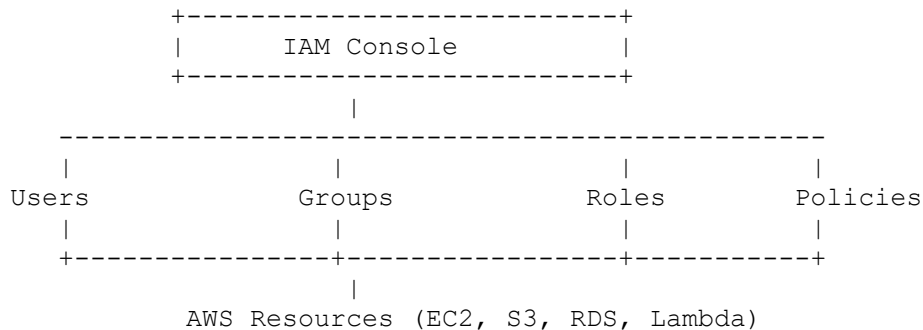 IAM Console
Users Groups Roles Policies
AWS Resources (EC2, S3, RDS, Lambda)